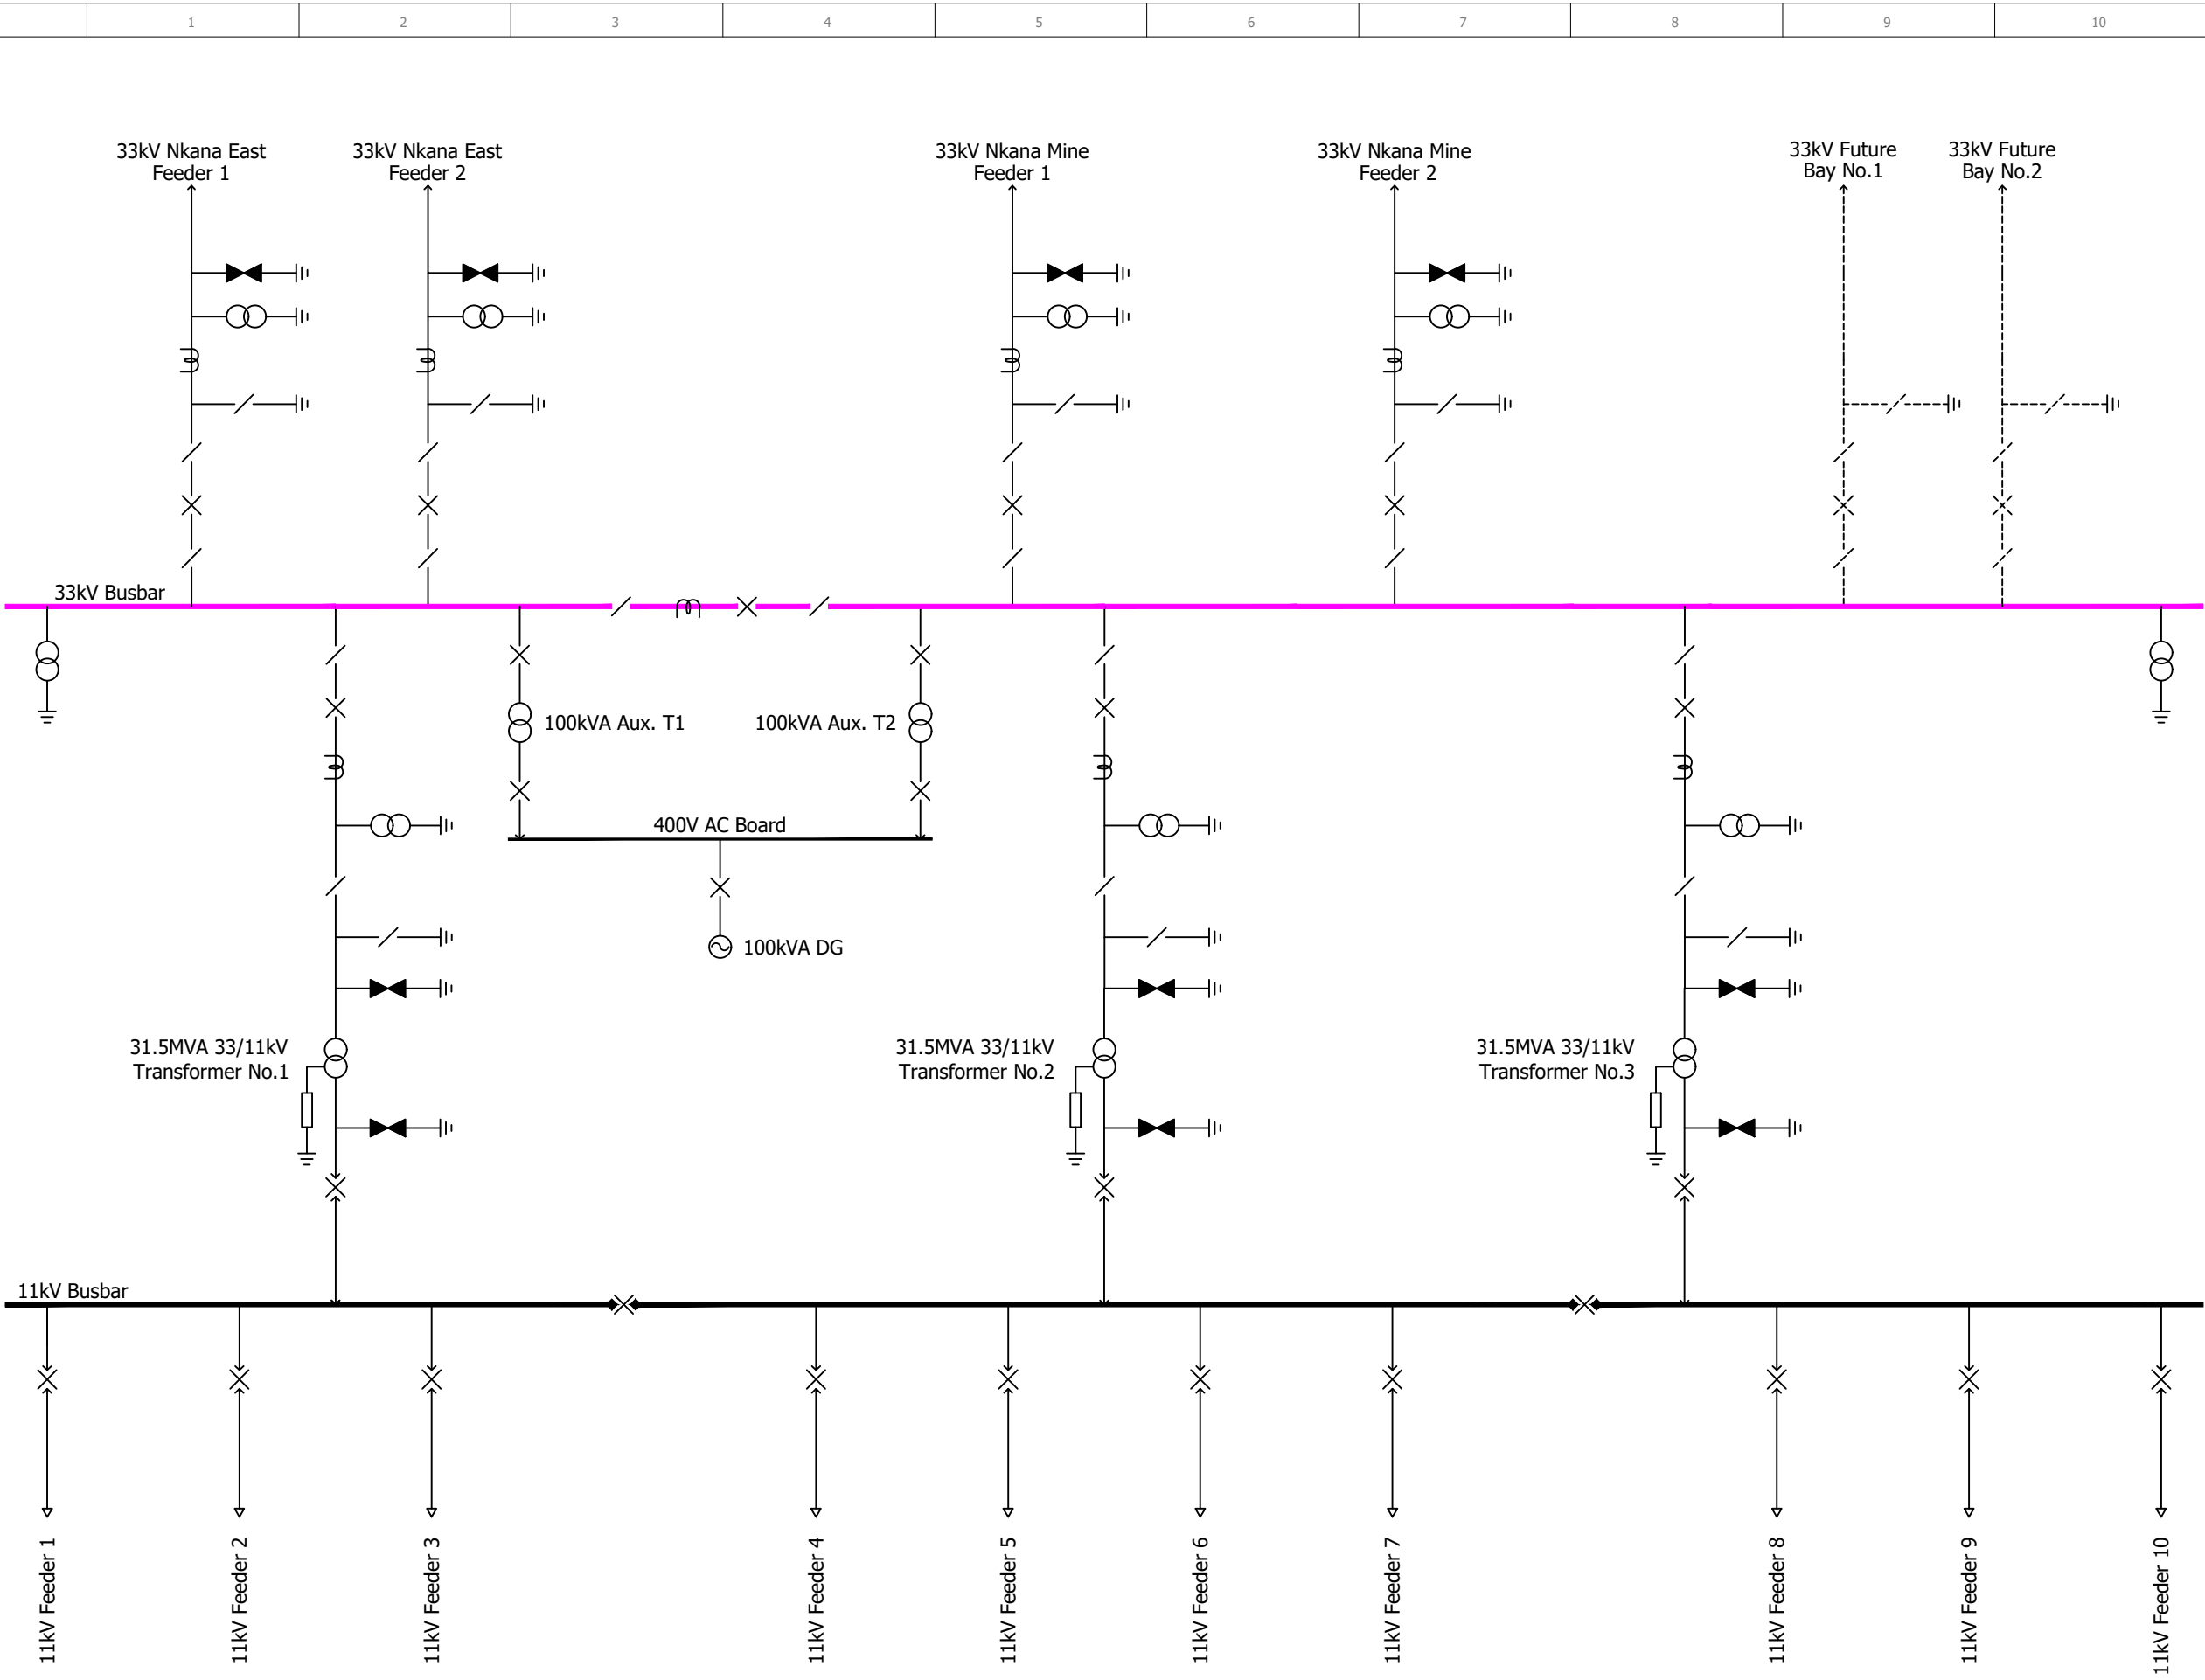 1
2
3
4
5
6
7
8
9
10
33kV Nkana East
Feeder 1
33kV Nkana East
Feeder 2
33kV Nkana Mine
Feeder 1
33kV Nkana Mine
Feeder 2
33kV Future
Bay No.1
33kV Future
Bay No.2
33kV Busbar
100kVA Aux. T1
100kVA Aux. T2
400V AC Board
100kVA DG
31.5MVA 33/11kV
Transformer No.1
31.5MVA 33/11kV
Transformer No.2
31.5MVA 33/11kV
Transformer No.3
11kV Busbar
11kV Feeder 1
11kV Feeder 2
11kV Feeder 3
11kV Feeder 4
11kV Feeder 5
11kV Feeder 6
11kV Feeder 7
11kV Feeder 8
11kV Feeder 9
11kV Feeder 10